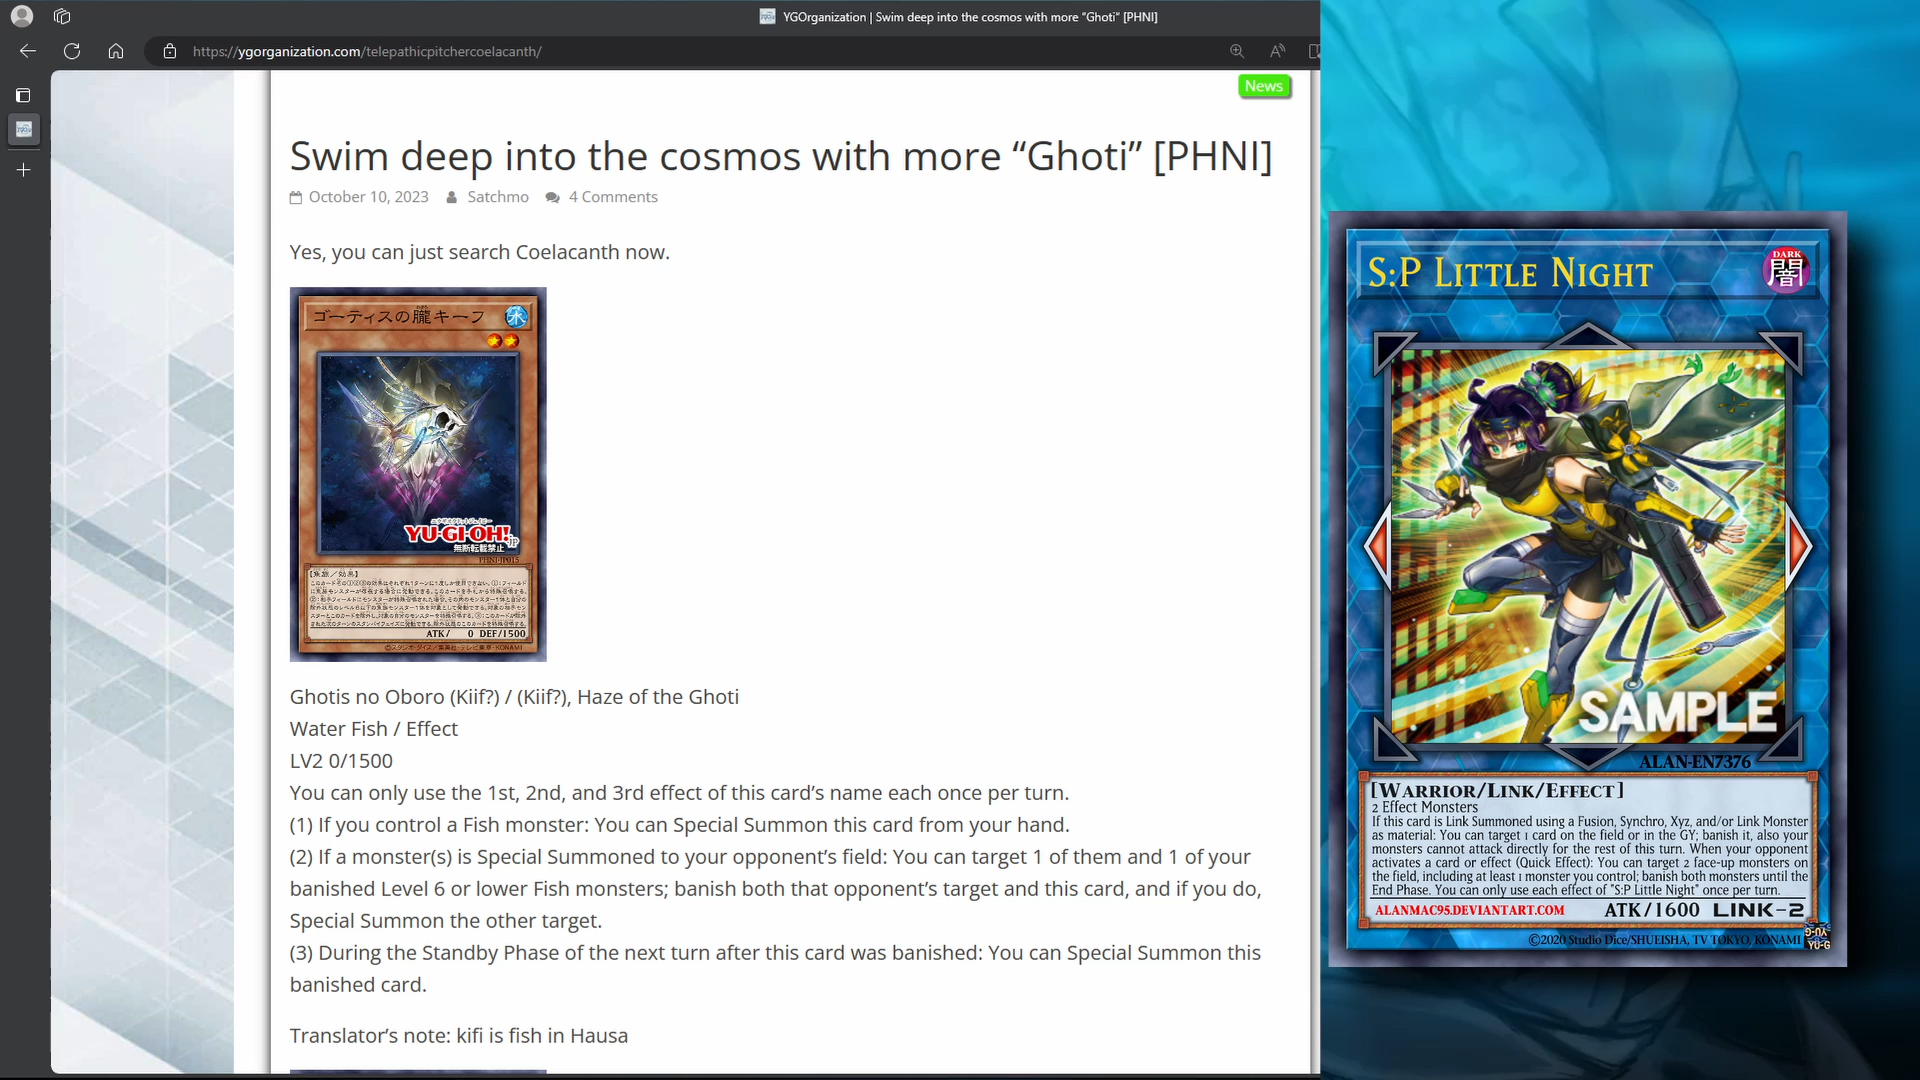 YGOrganization | Swim deep into the cosmos with more “Ghoti” [PHNI]
https://ygorganization.com/telepathicpitchercoelacanth/
News
Swim deep into the cosmos with more “Ghoti” [PHNI]
October 10, 2023 Satchmo 4 Comments
Yes, you can just search Coelacanth now.
ゴーティスの朧キーフ
水
YU-GI-OH!.jp
無断転載禁止
PHNI-JP015
【魚族／効果】
ATK/ 0 DEF/1500
Ghotis no Oboro (Kiif?) / (Kiif?), Haze of the Ghoti
Water Fish / Effect
LV2 0/1500
You can only use the 1st, 2nd, and 3rd effect of this card’s name each once per turn.
(1) If you control a Fish monster: You can Special Summon this card from your hand.
(2) If a monster(s) is Special Summoned to your opponent’s field: You can target 1 of them and 1 of your
banished Level 6 or lower Fish monsters; banish both that opponent’s target and this card, and if you do,
Special Summon the other target.
(3) During the Standby Phase of the next turn after this card was banished: You can Special Summon this
banished card.
Translator’s note: kifi is fish in Hausa
S:P Little Night
DARK
闇
SAMPLE
ALAN-EN7376
[Warrior/Link/Effect]
2 Effect Monsters
If this card is Link Summoned using a Fusion, Synchro, Xyz, and/or Link Monster
as material: You can target 1 card on the field or in the GY; banish it, also your
monsters cannot attack directly for the rest of this turn. When your opponent
activates a card or effect (Quick Effect): You can target 2 face-up monsters on
the field, including at least 1 monster you control; banish both monsters until the
End Phase. You can only use each effect of "S:P Little Night" once per turn.
ALANMAC95.DEVIANTART.COM ATK/1600 LINK-2
©2020 Studio Dice/SHUEISHA, TV TOKYO, KONAMI